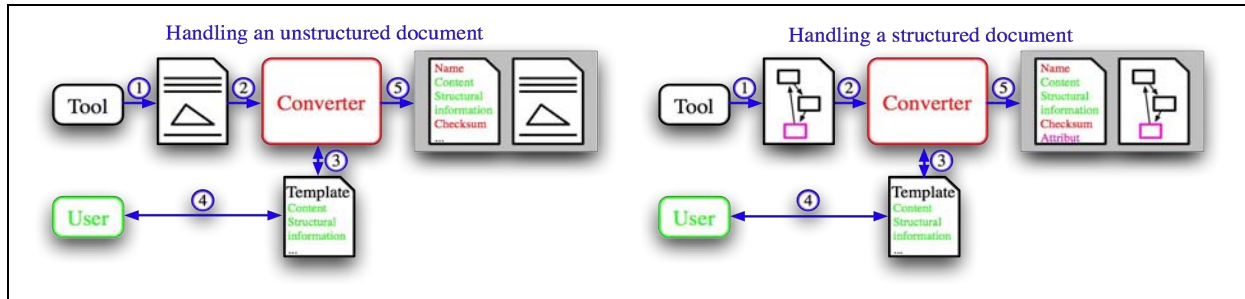 Handling an unstructured document
1
2
5
Tool
Converter
Name
Content
Structural
information
Checksum
...
3
4
User
Template
Content
Structural
information
...
Handling a structured document
1
2
5
Tool
Converter
Name
Content
Structural
information
Checksum
Attribut
3
4
User
Template
Content
Structural
information
...